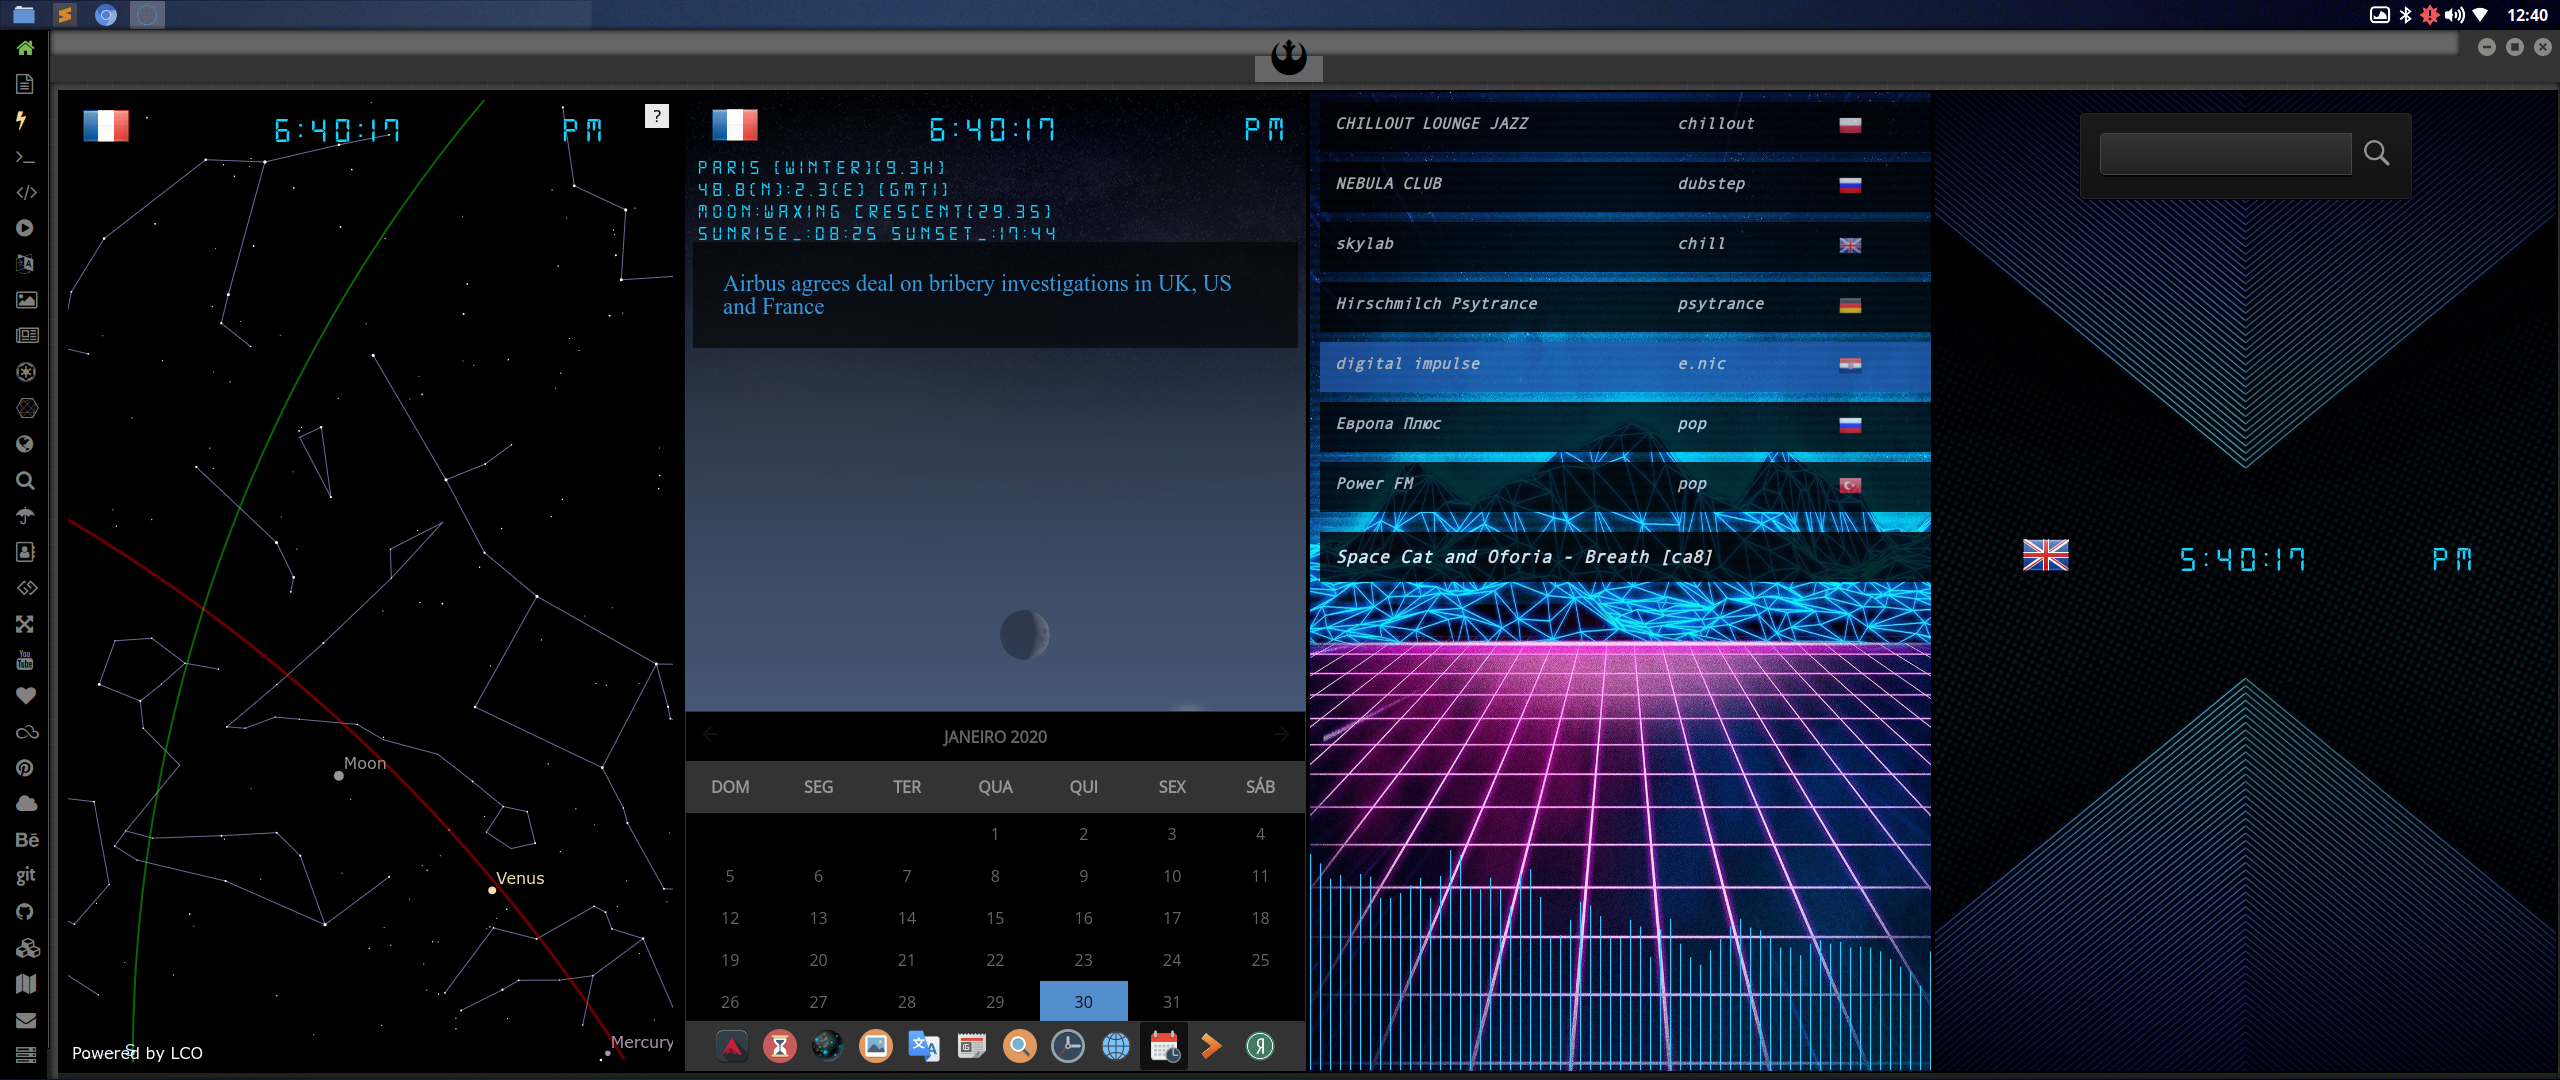 12:40
You
Tube
Bē
git
6:40:17 PM
?
Moon
Venus
Mercury
S
Powered by LCO
6:40:17 PM
PARIS [WINTER][9.3H]
48.8(N):2.3(E) [GMT1]
MOON:WAXING CRESCENT[29.35]
SUNRISE_:08:25 SUNSET_:17:44
Airbus agrees deal on bribery investigations in UK, US
and France
JANEIRO 2020
DOM SEG TER QUA QUI SEX SÁB
1 2 3 4
5 6 7 8 9 10 11
12 13 14 15 16 17 18
19 20 21 22 23 24 25
26 27 28 29 30 31
CHILLOUT LOUNGE JAZZ chillout
NEBULA CLUB dubstep
skylab chill
Hirschmilch Psytrance psytrance
digital impulse e.nic
Европа Плюс pop
Power FM pop
Space Cat and Oforia - Breath [ca8]
5:40:17 PM